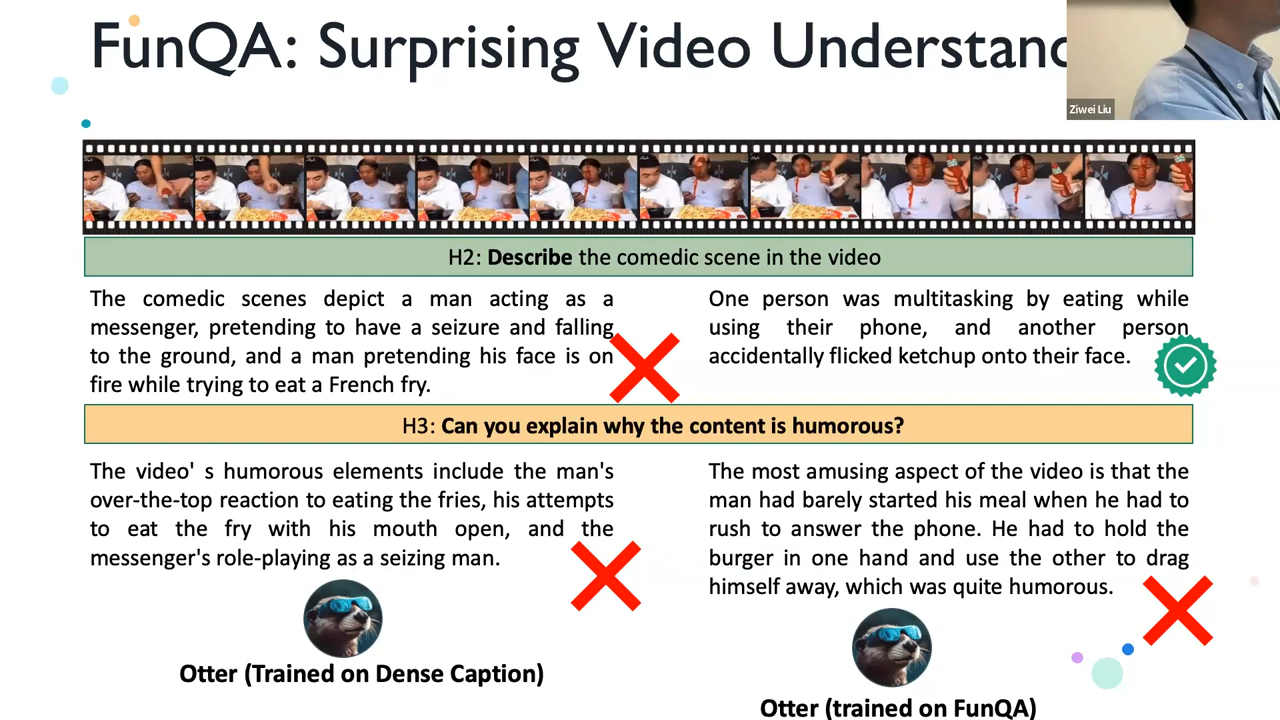 FunQA: Surprising Video Understand
Ziwei Liu
H2: Describe the comedic scene in the video
The comedic scenes depict a man acting as a
messenger, pretending to have a seizure and falling
to the ground, and a man pretending his face is on
fire while trying to eat a French fry.
One person was multitasking by eating while
using their phone, and another person
accidentally flicked ketchup onto their face.
H3: Can you explain why the content is humorous?
The video' s humorous elements include the man's
over-the-top reaction to eating the fries, his attempts
to eat the fry with his mouth open, and the
messenger's role-playing as a seizing man.
The most amusing aspect of the video is that the
man had barely started his meal when he had to
rush to answer the phone. He had to hold the
burger in one hand and use the other to drag
himself away, which was quite humorous.
Otter (Trained on Dense Caption)
Otter (trained on FunQA)